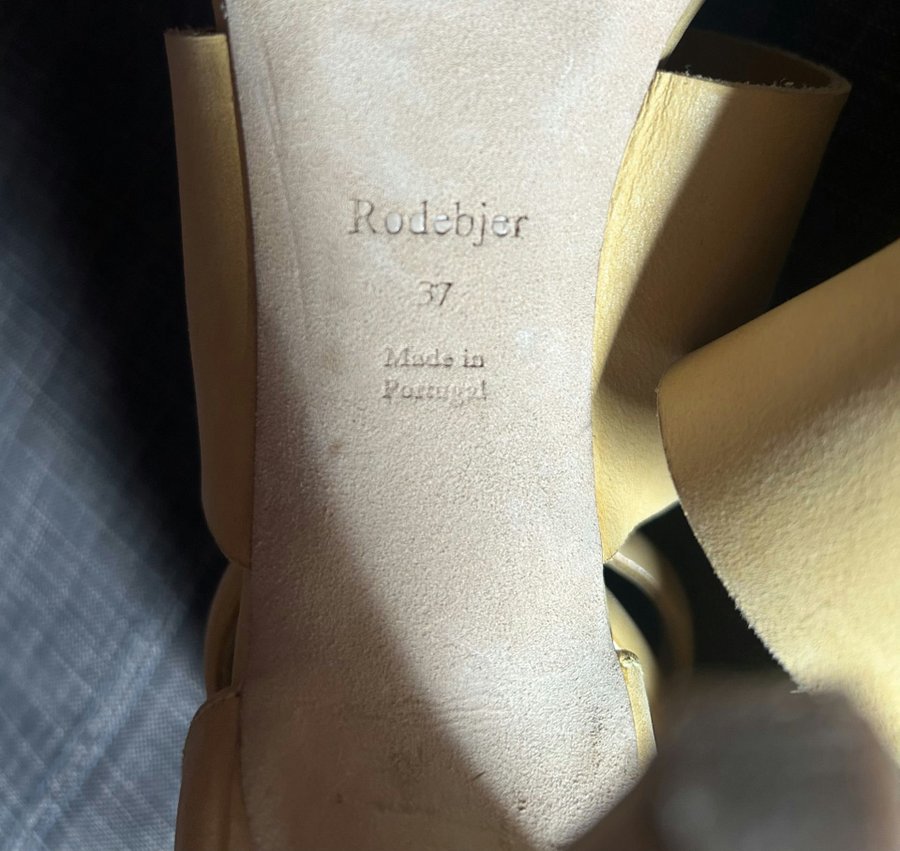 Rodebjer
37
Made in
Portugal